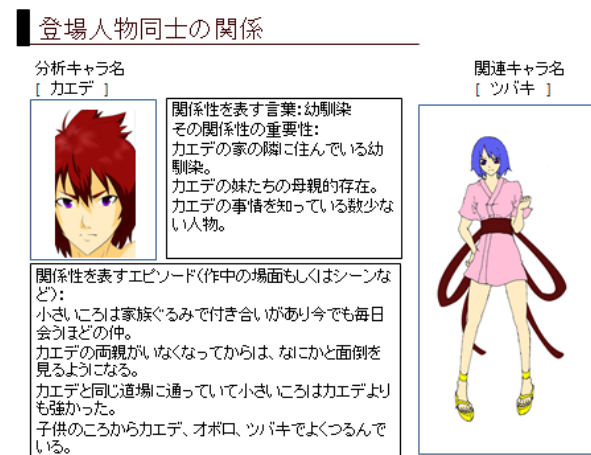 登場人物同士の関係
分析キャラ名
[ カエデ ]
関連キャラ名
[ ツバキ ]
関係性を表す言葉：幼馴染
その関係性の重要性：
カエデの家の隣に住んでいる幼
馴染。
カエデの妹たちの母親的存在。
カエデの事情を知っている数少な
い人物。
関係性を表すエピソード（作中の場面もしくはシーンな
ど）：
小さいころは家族ぐるみで付き合いがあり今でも毎日
会うほどの仲。
カエデの両親がいなくなってからは、なにかと面倒を
見るようになる。
カエデと同じ道場に通っていて小さいころはカエデより
も強かった。
子供のころからカエデ、オボロ、ツバキでよくつるんで
いる。